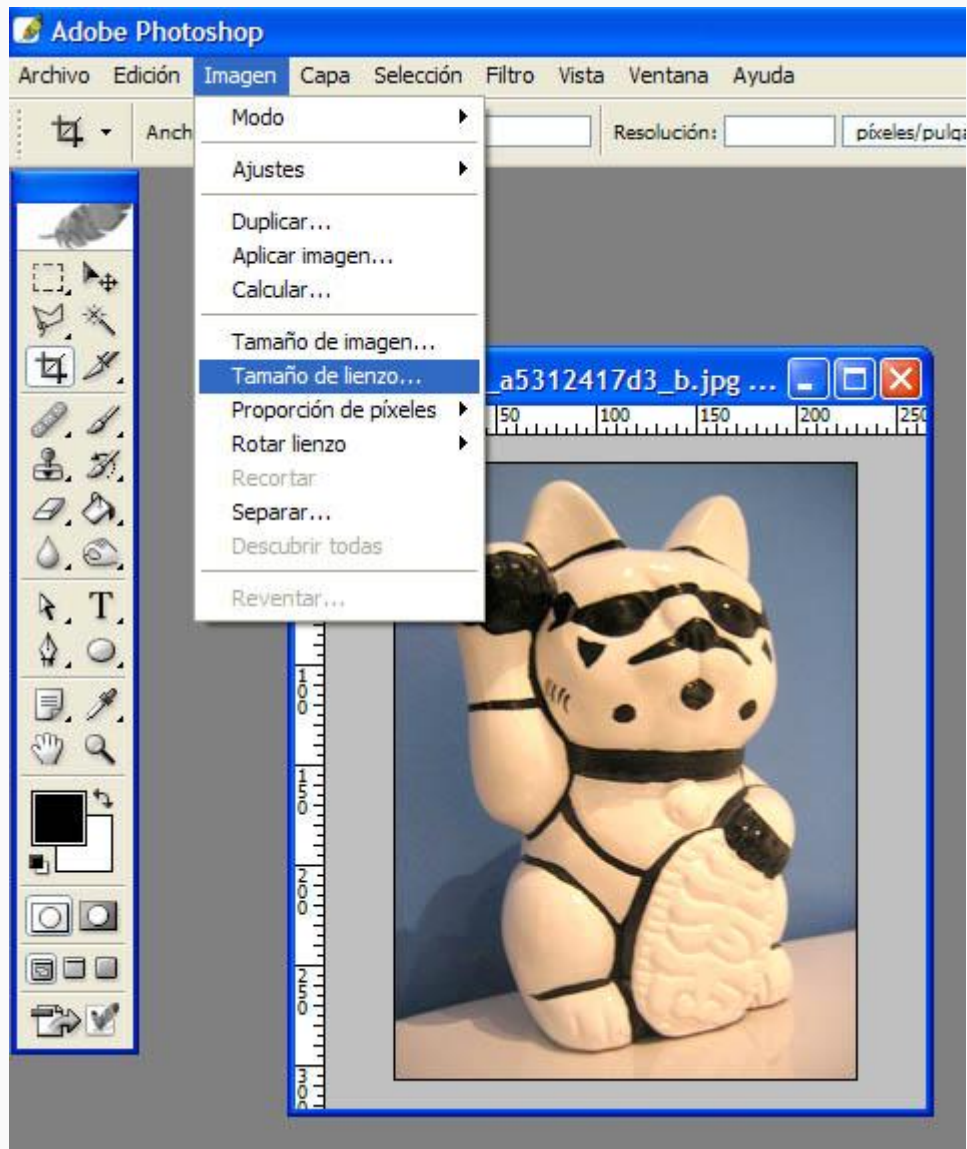 Adobe Photoshop
Archivo Edición Imagen Capa Selección Filtro Vista Ventana Ayuda
Anch Resolución: píxeles/pulga
Modo
Ajustes
Duplicar...
Aplicar imagen...
Calcular...
Tamaño de imagen...
Tamaño de lienzo...
Proporción de píxeles
Rotar lienzo
Recortar
Separar...
Descubrir todas
Reventar...
_a5312417d3_b.jpg ...
50 100 150 200 250
100
150
200
250
300
T